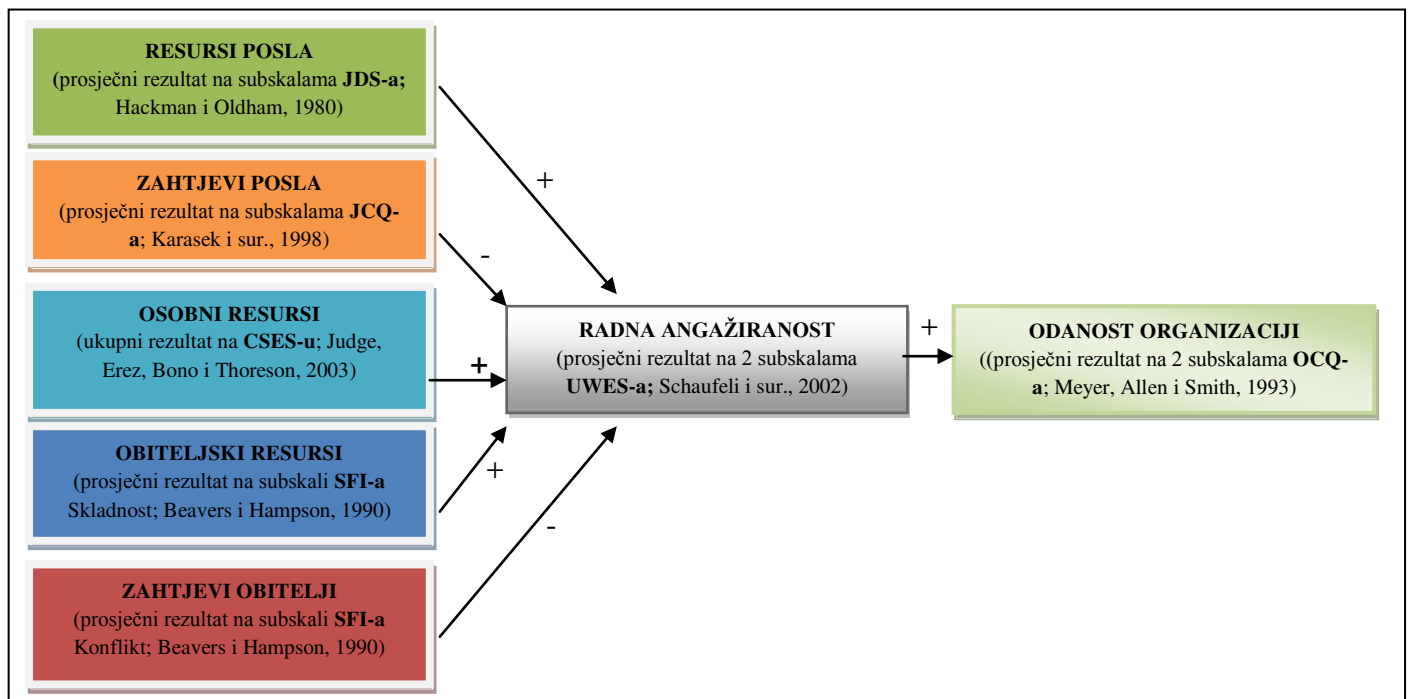 RESURSI POSLA
(prosječni rezultat na subskalama JDS-a;
Hackman i Oldham, 1980)
ZAHTJEVI POSLA
(prosječni rezultat na subskalama JCQ-
a; Karasek i sur., 1998)
OSOBNI RESURSI
(ukupni rezultat na CSES-u; Judge,
Erez, Bono i Thoreson, 2003)
OBITELJSKI RESURSI
(prosječni rezultat na subskali SFI-a
Skladnost; Beavers i Hampson, 1990)
ZAHTJEVI OBITELJI
(prosječni rezultat na subskali SFI-a
Konflikt; Beavers i Hampson, 1990)
+
-
+
+
-
RADNA ANGAŽIRANOST
(prosječni rezultat na 2 subskalama
UWES-a; Schaufeli i sur., 2002)
+
ODANOST ORGANIZACIJI
((prosječni rezultat na 2 subskalama OCQ-
a; Meyer, Allen i Smith, 1993)